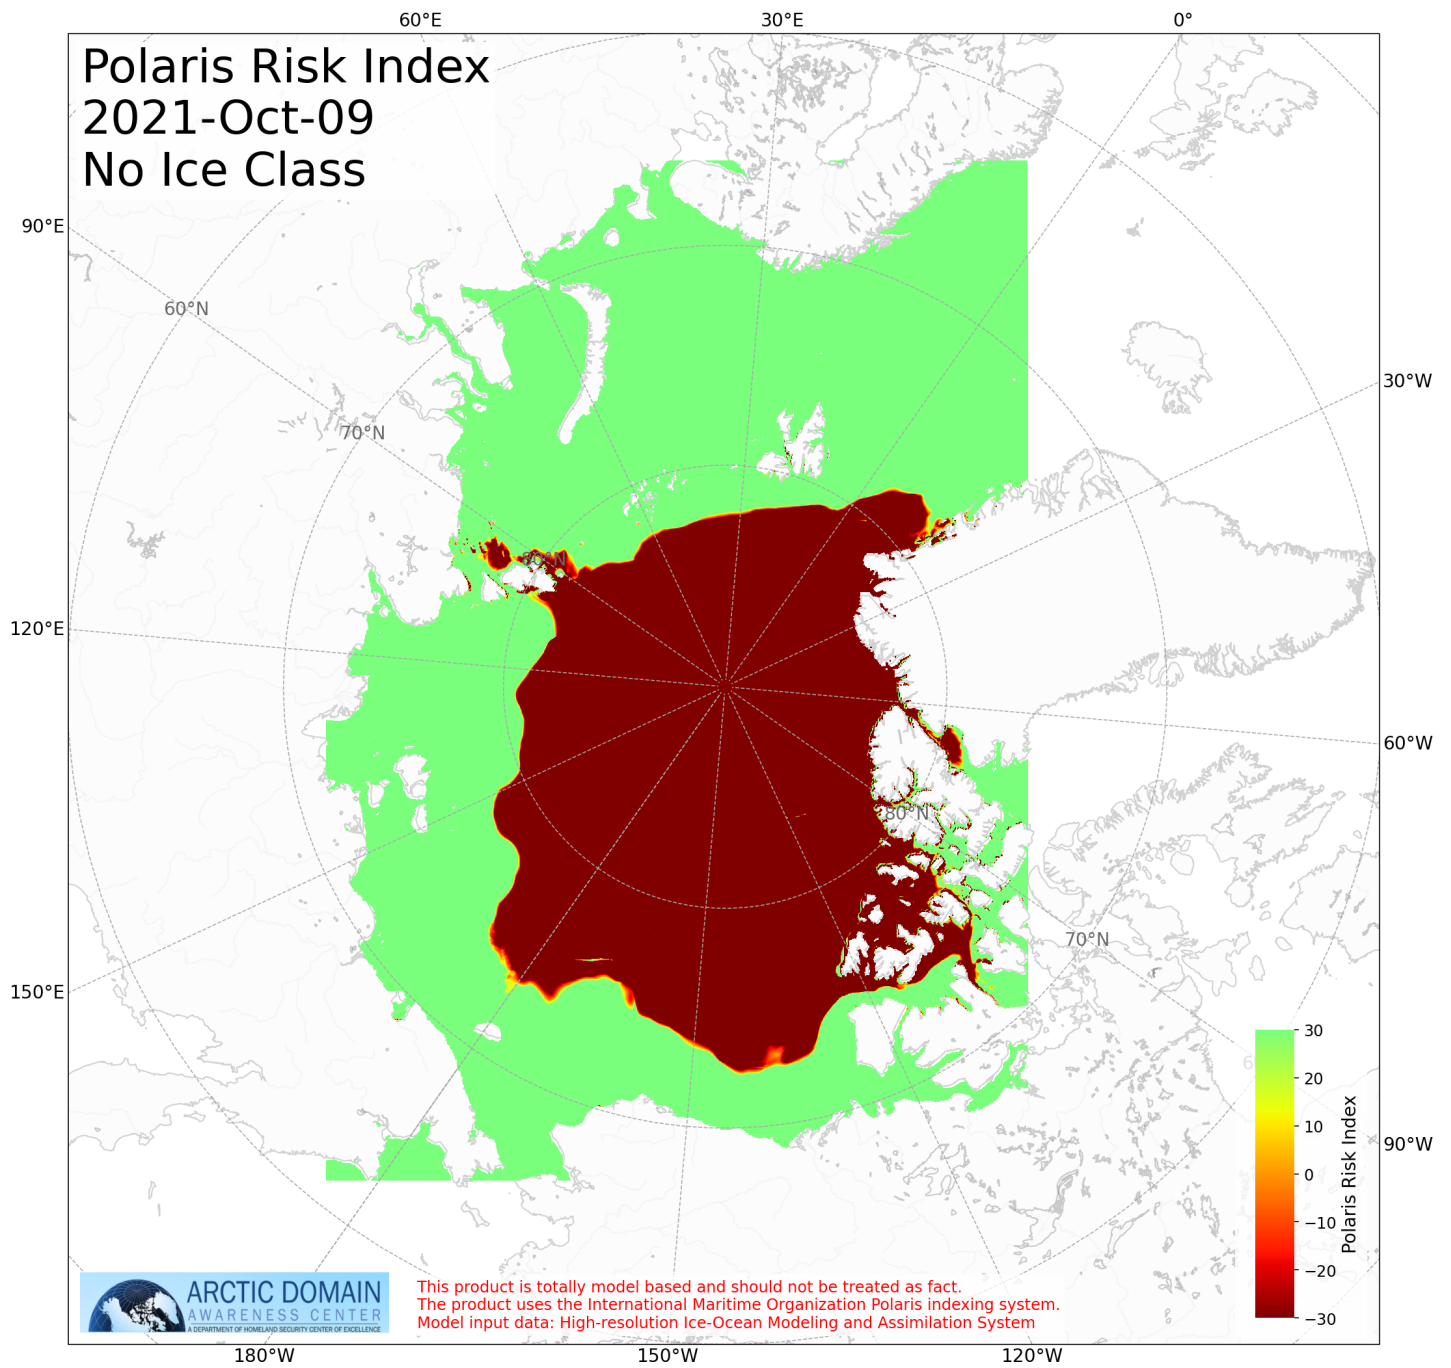 60°E
30°E
0°
Polaris Risk Index
2021-Oct-09
No Ice Class
90°E
60°N
30°W
70°N
80°N
120°E
60°W
80°N
70°N
150°E
30
20
10
0
−10
−20
−30
Polaris Risk Index
90°W
ARCTIC DOMAIN
AWARENESS CENTER
A DEPARTMENT OF HOMELAND SECURITY CENTER OF EXCELLENCE
This product is totally model based and should not be treated as fact.
The product uses the International Maritime Organization Polaris indexing system.
Model input data: High-resolution Ice-Ocean Modeling and Assimilation System
180°W
150°W
120°W